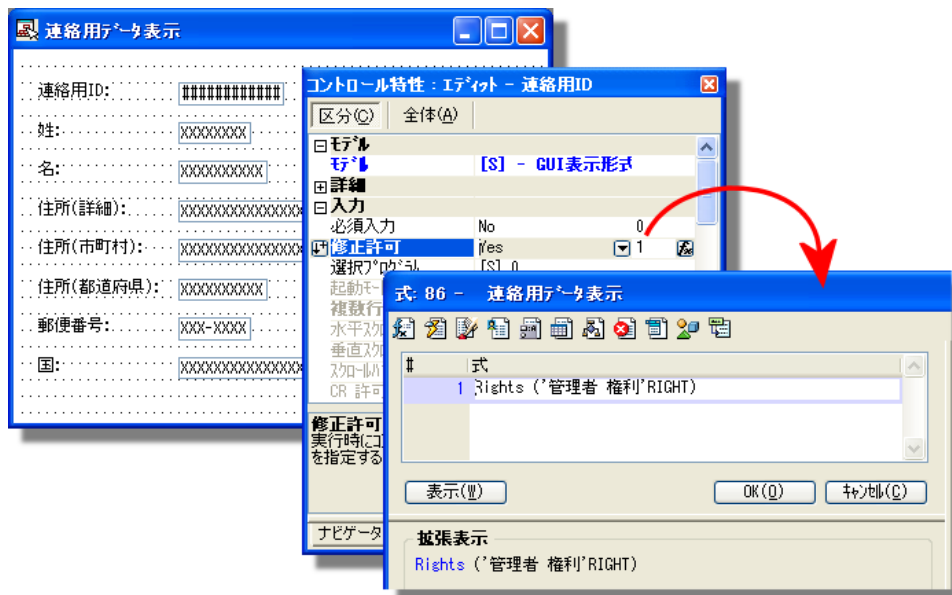 連絡用ﾃﾞｰﾀ表示
連絡用ID: ############
姓: XXXXXXXX
名: XXXXXXXXXX
住所(詳細): XXXXXXXXXXXXXXX
住所(市町村): XXXXXXXXXXXXXXX
住所(都道府県): XXXXXXXXXX
郵便番号: XXX-XXXX
国: XXXXXXXXXXXXXXX
コントロール特性 : ｴﾃﾞｨｯﾄ - 連絡用ID
区分(C) 全体(A)
ﾓﾃﾞﾙ
ﾓﾃﾞﾙ [S] - GUI表示形式
詳細
入力
必須入力 No 0
修正許可 Yes 1
選択ﾌﾟﾛｸﾞﾗﾑ [S] 0
起動ﾓｰ
複数行
水平ｽｸﾛ
垂直ｽｸﾛ
ｽｸﾛｰﾙﾊﾞ
CR 許可
修正許可
実行時にｺﾝ
を指定する
ナビゲータ
式: 86 - 連絡用ﾃﾞｰﾀ表示
# 式
1 Rights ('管理者 権利'RIGHT)
表示(W) OK(O) ｷｬﾝｾﾙ(C)
拡張表示
Rights ('管理者 権利'RIGHT)